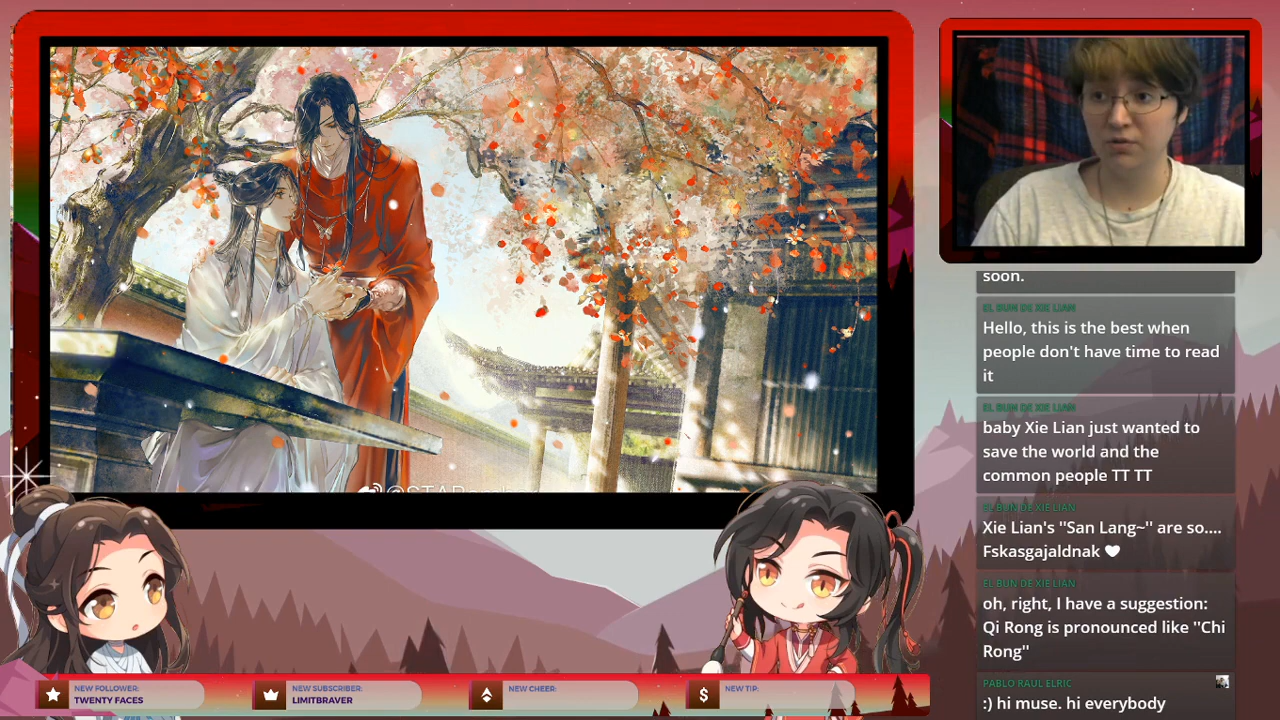 soon.
EL BUN DE XIE LIAN
Hello, this is the best when
people don't have time to read
it
EL BUN DE XIE LIAN
baby Xie Lian just wanted to
save the world and the
common people TT TT
EL BUN DE XIE LIAN
Xie Lian's "San Lang~" are so....
Fskasgajaldnak 🤍
EL BUN DE XIE LIAN
oh, right, I have a suggestion:
Qi Rong is pronounced like "Chi
Rong"
PABLO RAUL ELRIC
:) hi muse. hi everybody
NEW FOLLOWER:
TWENTY FACES
NEW SUBSCRIBER:
LIMITBRAVER
NEW CHEER:
NEW TIP: